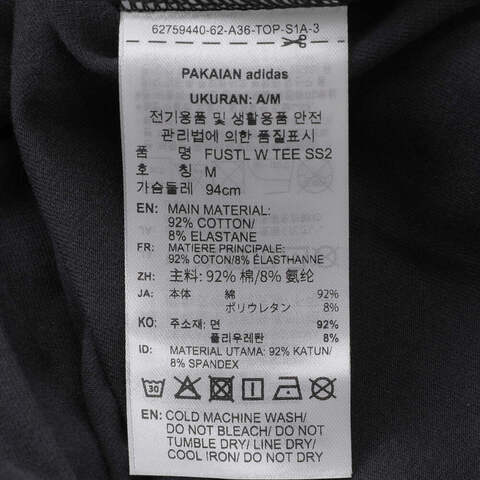 62759440-62-A36-TOP-S1A-3
PAKAIAN adidas
UKURAN: A/M
전기용품 및 생활용품 안전
관리법에 의한 품질표시
품 명 FUSTL W TEE SS2
호 칭 M
가슴둘레 94cm
EN: MAIN MATERIAL:
92% COTTON/
8% ELASTANE
FR: MATIERE PRINCIPALE:
92% COTON/8% ÉLASTHANNE
ZH: 主料: 92% 棉/8% 氨纶
JA: 本体 綿 92%
ポリウレタン 8%
KO: 주소재: 면 92%
폴리우레탄 8%
ID: MATERIAL UTAMA: 92% KATUN/
8% SPANDEX
30
EN: COLD MACHINE WASH/
DO NOT BLEACH/ DO NOT
TUMBLE DRY/ LINE DRY/
COOL IRON/ DO NOT DRY